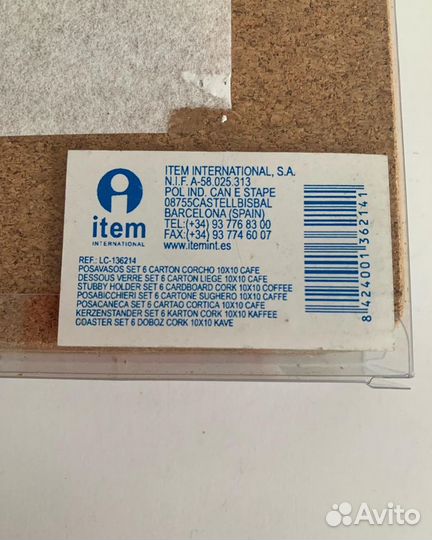 item
INTERNATIONAL
ITEM INTERNATIONAL, S.A.
N.I.F. A-58.025.313
POL IND. CAN E STAPE
08755CASTELLBISBAL
BARCELONA (SPAIN)
TEL:(+34) 93 776 83 00
FAX:(+34) 93 774 60 07
www.itemint.es
REF.: LC-136214
POSAVASOS SET 6 CARTON CORCHO 10X10 CAFE
DESSOUS VERRE SET 6 CARTON LIEGE 10X10 CAFE
STUBBY HOLDER SET 6 CARDBOARD CORK 10X10 COFFEE
POSABICCHIERI SET 6 CARTONE SUGHERO 10X10 CAFFE
POSACANECA SET 6 CARTAO CORTICA 10X10 CAFE
KERZENSTANDER SET 6 KARTON CORK 10X10 KAFFEE
COASTER SET 6 DOBOZ CORK 10X10 KAVE
8 424001 362141
Avito